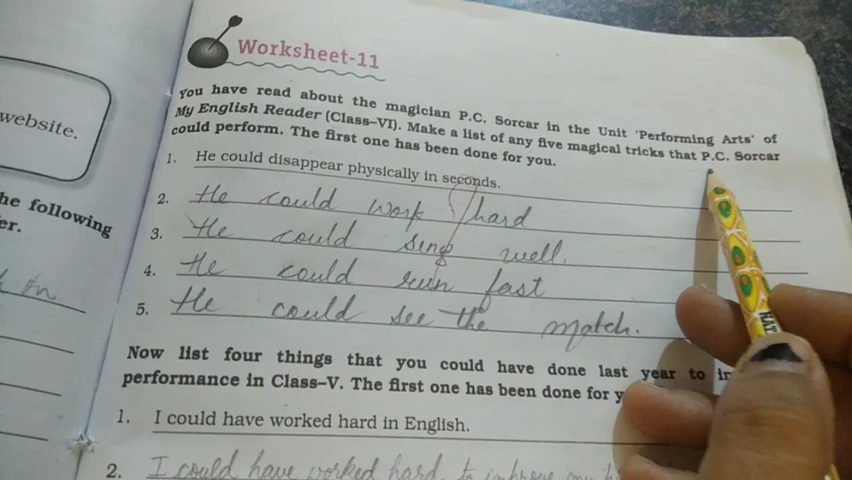 Worksheet-11
You have read about the magician P.C. Sorcar in the Unit 'Performing Arts' of
My English Reader (Class–VI). Make a list of any five magical tricks that P.C. Sorcar
could perform. The first one has been done for you.
1. He could disappear physically in seconds.
2. He could work hard
3. He could sing well.
4. He could run fast
5. He could see the match.
Now list four things that you could have done last year to
performance in Class–V. The first one has been done for
1. I could have worked hard in English.
2. I could have worked hard to improve my
website.
he following
er.
on